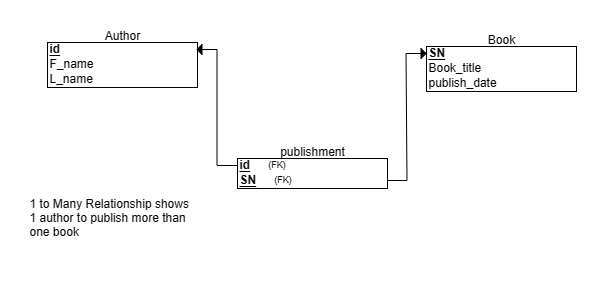 Author
id
F_name
L_name
Book
SN
Book_title
publish_date
publishment
id (FK)
SN (FK)
1 to Many Relationship shows
1 author to publish more than
one book